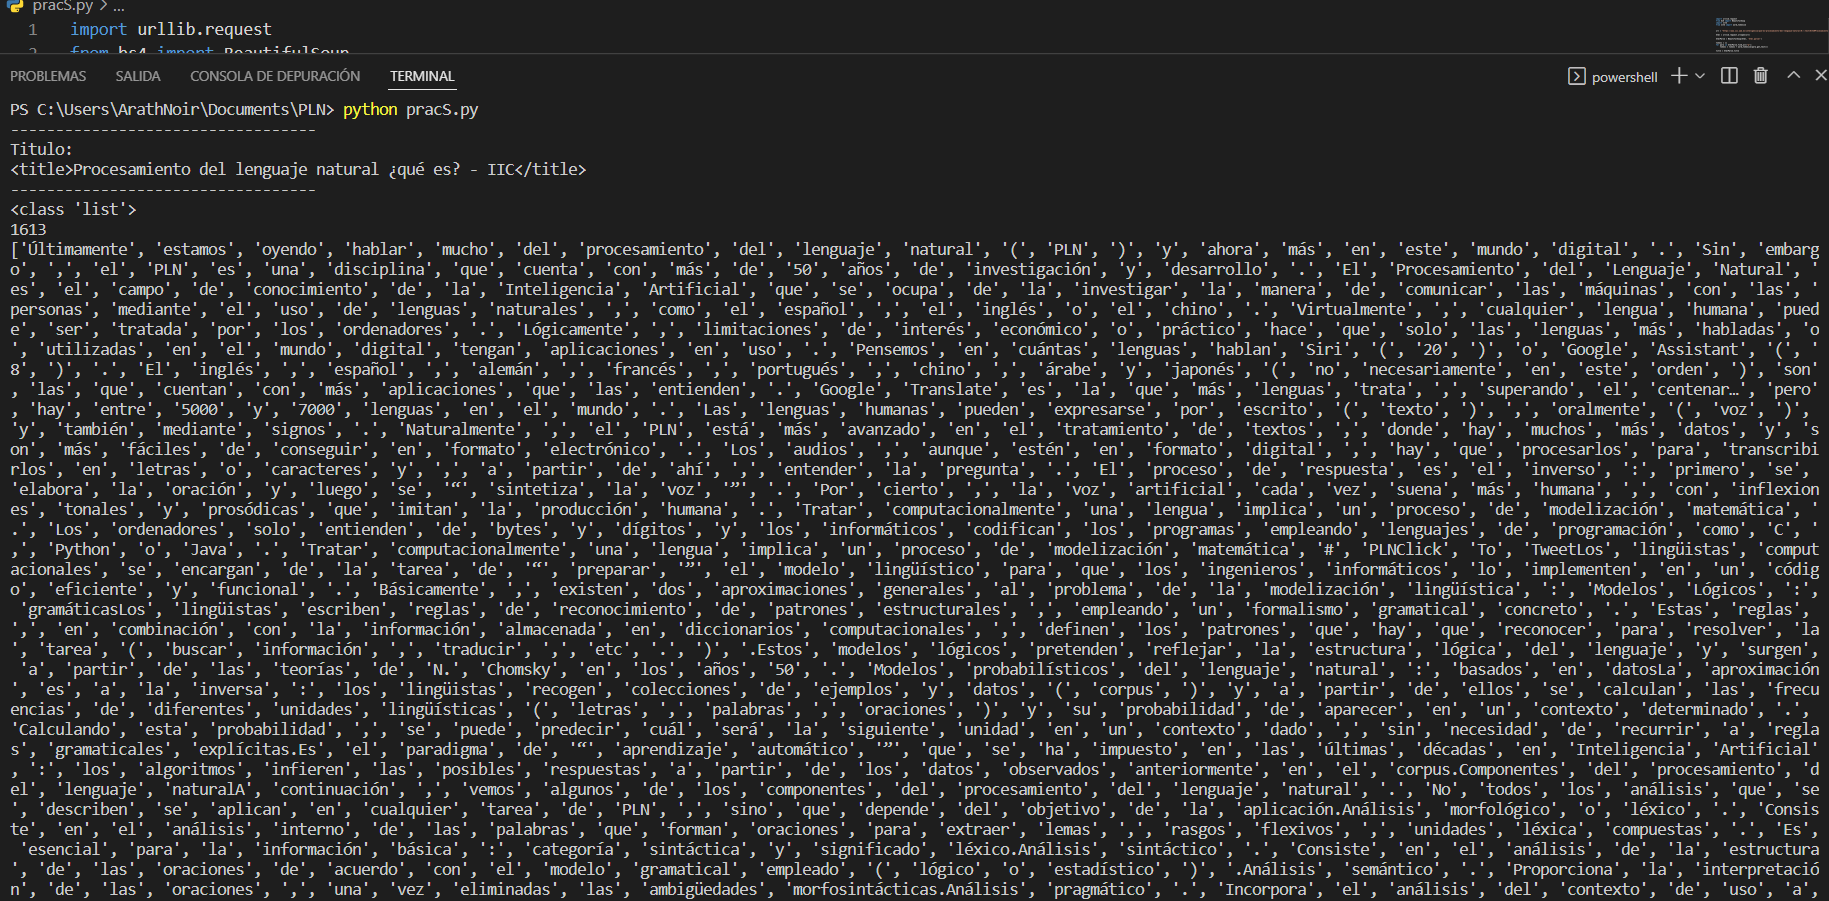 pracS.py > ...
1 import urllib.request
2 from bs4 import BeautifulSoup
PROBLEMAS SALIDA CONSOLA DE DEPURACIÓN TERMINAL powershell
PS C:\Users\ArathNoir\Documents\PLN> python pracS.py
----------------------------------
Titulo:
<title>Procesamiento del lenguaje natural ¿qué es? - IIC</title>
----------------------------------
<class 'list'>
1613
['Últimamente', 'estamos', 'oyendo', 'hablar', 'mucho', 'del', 'procesamiento', 'del', 'lenguaje', 'natural', '(', 'PLN', ')', 'y', 'ahora', 'más', 'en', 'este', 'mundo', 'digital', '.', 'Sin', 'embarg
o', ',', 'el', 'PLN', 'es', 'una', 'disciplina', 'que', 'cuenta', 'con', 'más', 'de', '50', 'años', 'de', 'investigación', 'y', 'desarrollo', '.', 'El', 'Procesamiento', 'del', 'Lenguaje', 'Natural', '
es', 'el', 'campo', 'de', 'conocimiento', 'de', 'la', 'Inteligencia', 'Artificial', 'que', 'se', 'ocupa', 'de', 'la', 'investigar', 'la', 'manera', 'de', 'comunicar', 'las', 'máquinas', 'con', 'las', '
personas', 'mediante', 'el', 'uso', 'de', 'lenguas', 'naturales', ',', 'como', 'el', 'español', ',', 'el', 'inglés', 'o', 'el', 'chino', '.', 'Virtualmente', ',', 'cualquier', 'lengua', 'humana', 'pued
e', 'ser', 'tratada', 'por', 'los', 'ordenadores', '.', 'Lógicamente', ',', 'limitaciones', 'de', 'interés', 'económico', 'o', 'práctico', 'hace', 'que', 'solo', 'las', 'lenguas', 'más', 'habladas', 'o
', 'utilizadas', 'en', 'el', 'mundo', 'digital', 'tengan', 'aplicaciones', 'en', 'uso', '.', 'Pensemos', 'en', 'cuántas', 'lenguas', 'hablan', 'Siri', '(', '20', ')', 'o', 'Google', 'Assistant', '(', '
8', ')', '.', 'El', 'inglés', ',', 'español', ',', 'alemán', ',', 'francés', ',', 'portugués', ',', 'chino', ',', 'árabe', 'y', 'japonés', '(', 'no', 'necesariamente', 'en', 'este', 'orden', ')', 'son'
, 'las', 'que', 'cuentan', 'con', 'más', 'aplicaciones', 'que', 'las', 'entienden', '.', 'Google', 'Translate', 'es', 'la', 'que', 'más', 'lenguas', 'trata', ',', 'superando', 'el', 'centenar…', 'pero'
, 'hay', 'entre', '5000', 'y', '7000', 'lenguas', 'en', 'el', 'mundo', '.', 'Las', 'lenguas', 'humanas', 'pueden', 'expresarse', 'por', 'escrito', '(', 'texto', ')', ',', 'oralmente', '(', 'voz', ')',
'y', 'también', 'mediante', 'signos', '.', 'Naturalmente', ',', 'el', 'PLN', 'está', 'más', 'avanzado', 'en', 'el', 'tratamiento', 'de', 'textos', ',', 'donde', 'hay', 'muchos', 'más', 'datos', 'y', 's
on', 'más', 'fáciles', 'de', 'conseguir', 'en', 'formato', 'electrónico', '.', 'Los', 'audios', ',', 'aunque', 'estén', 'en', 'formato', 'digital', ',', 'hay', 'que', 'procesarlos', 'para', 'transcribi
rlos', 'en', 'letras', 'o', 'caracteres', 'y', ',', 'a', 'partir', 'de', 'ahí', ',', 'entender', 'la', 'pregunta', '.', 'El', 'proceso', 'de', 'respuesta', 'es', 'el', 'inverso', ':', 'primero', 'se',
'elabora', 'la', 'oración', 'y', 'luego', 'se', '“', 'sintetiza', 'la', 'voz', '”', '.', 'Por', 'cierto', ',', 'la', 'voz', 'artificial', 'cada', 'vez', 'suena', 'más', 'humana', ',', 'con', 'inflexion
es', 'tonales', 'y', 'prosódicas', 'que', 'imitan', 'la', 'producción', 'humana', '.', 'Tratar', 'computacionalmente', 'una', 'lengua', 'implica', 'un', 'proceso', 'de', 'modelización', 'matemática', '
.', 'Los', 'ordenadores', 'solo', 'entienden', 'de', 'bytes', 'y', 'dígitos', 'y', 'los', 'informáticos', 'codifican', 'los', 'programas', 'empleando', 'lenguajes', 'de', 'programación', 'como', 'C', '
,', 'Python', 'o', 'Java', '.', 'Tratar', 'computacionalmente', 'una', 'lengua', 'implica', 'un', 'proceso', 'de', 'modelización', 'matemática', '#', 'PLNClick', 'To', 'TweetLos', 'lingüistas', 'comput
acionales', 'se', 'encargan', 'de', 'la', 'tarea', 'de', '“', 'preparar', '”', 'el', 'modelo', 'lingüístico', 'para', 'que', 'los', 'ingenieros', 'informáticos', 'lo', 'implementen', 'en', 'un', 'códig
o', 'eficiente', 'y', 'funcional', '.', 'Básicamente', ',', 'existen', 'dos', 'aproximaciones', 'generales', 'al', 'problema', 'de', 'la', 'modelización', 'lingüística', ':', 'Modelos', 'Lógicos', ':',
'gramáticasLos', 'lingüistas', 'escriben', 'reglas', 'de', 'reconocimiento', 'de', 'patrones', 'estructurales', ',', 'empleando', 'un', 'formalismo', 'gramatical', 'concreto', '.', 'Estas', 'reglas',
',', 'en', 'combinación', 'con', 'la', 'información', 'almacenada', 'en', 'diccionarios', 'computacionales', ',', 'definen', 'los', 'patrones', 'que', 'hay', 'que', 'reconocer', 'para', 'resolver', 'la
', 'tarea', '(', 'buscar', 'información', ',', 'traducir', ',', 'etc', '.', ')', '.Estos', 'modelos', 'lógicos', 'pretenden', 'reflejar', 'la', 'estructura', 'lógica', 'del', 'lenguaje', 'y', 'surgen',
'a', 'partir', 'de', 'las', 'teorías', 'de', 'N.', 'Chomsky', 'en', 'los', 'años', '50', '.', 'Modelos', 'probabilísticos', 'del', 'lenguaje', 'natural', ':', 'basados', 'en', 'datosLa', 'aproximación'
, 'es', 'a', 'la', 'inversa', ':', 'los', 'lingüistas', 'recogen', 'colecciones', 'de', 'ejemplos', 'y', 'datos', '(', 'corpus', ')', 'y', 'a', 'partir', 'de', 'ellos', 'se', 'calculan', 'las', 'frecu
encias', 'de', 'diferentes', 'unidades', 'lingüísticas', '(', 'letras', ',', 'palabras', ',', 'oraciones', ')', 'y', 'su', 'probabilidad', 'de', 'aparecer', 'en', 'un', 'contexto', 'determinado', '.',
'Calculando', 'esta', 'probabilidad', ',', 'se', 'puede', 'predecir', 'cuál', 'será', 'la', 'siguiente', 'unidad', 'en', 'un', 'contexto', 'dado', ',', 'sin', 'necesidad', 'de', 'recurrir', 'a', 'regla
s', 'gramaticales', 'explícitas.Es', 'el', 'paradigma', 'de', '“', 'aprendizaje', 'automático', '”', 'que', 'se', 'ha', 'impuesto', 'en', 'las', 'últimas', 'décadas', 'en', 'Inteligencia', 'Artificial'
, ':', 'los', 'algoritmos', 'infieren', 'las', 'posibles', 'respuestas', 'a', 'partir', 'de', 'los', 'datos', 'observados', 'anteriormente', 'en', 'el', 'corpus.Componentes', 'del', 'procesamiento', 'd
el', 'lenguaje', 'naturalA', 'continuación', ',', 'vemos', 'algunos', 'de', 'los', 'componentes', 'del', 'procesamiento', 'del', 'lenguaje', 'natural', '.', 'No', 'todos', 'los', 'análisis', 'que', 'se
', 'describen', 'se', 'aplican', 'en', 'cualquier', 'tarea', 'de', 'PLN', ',', 'sino', 'que', 'depende', 'del', 'objetivo', 'de', 'la', 'aplicación.Análisis', 'morfológico', 'o', 'léxico', '.', 'Consis
te', 'en', 'el', 'análisis', 'interno', 'de', 'las', 'palabras', 'que', 'forman', 'oraciones', 'para', 'extraer', 'lemas', ',', 'rasgos', 'flexivos', ',', 'unidades', 'léxica', 'compuestas', '.', 'Es',
'esencial', 'para', 'la', 'información', 'básica', ':', 'categoría', 'sintáctica', 'y', 'significado', 'léxico.Análisis', 'sintáctico', '.', 'Consiste', 'en', 'el', 'análisis', 'de', 'la', 'estructura'
, 'de', 'las', 'oraciones', 'de', 'acuerdo', 'con', 'el', 'modelo', 'gramatical', 'empleado', '(', 'lógico', 'o', 'estadístico', ')', '.Análisis', 'semántico', '.', 'Proporciona', 'la', 'interpretació
n', 'de', 'las', 'oraciones', ',', 'una', 'vez', 'eliminadas', 'las', 'ambigüedades', 'morfosintácticas.Análisis', 'pragmático', '.', 'Incorpora', 'el', 'análisis', 'del', 'contexto', 'de', 'uso', 'a',